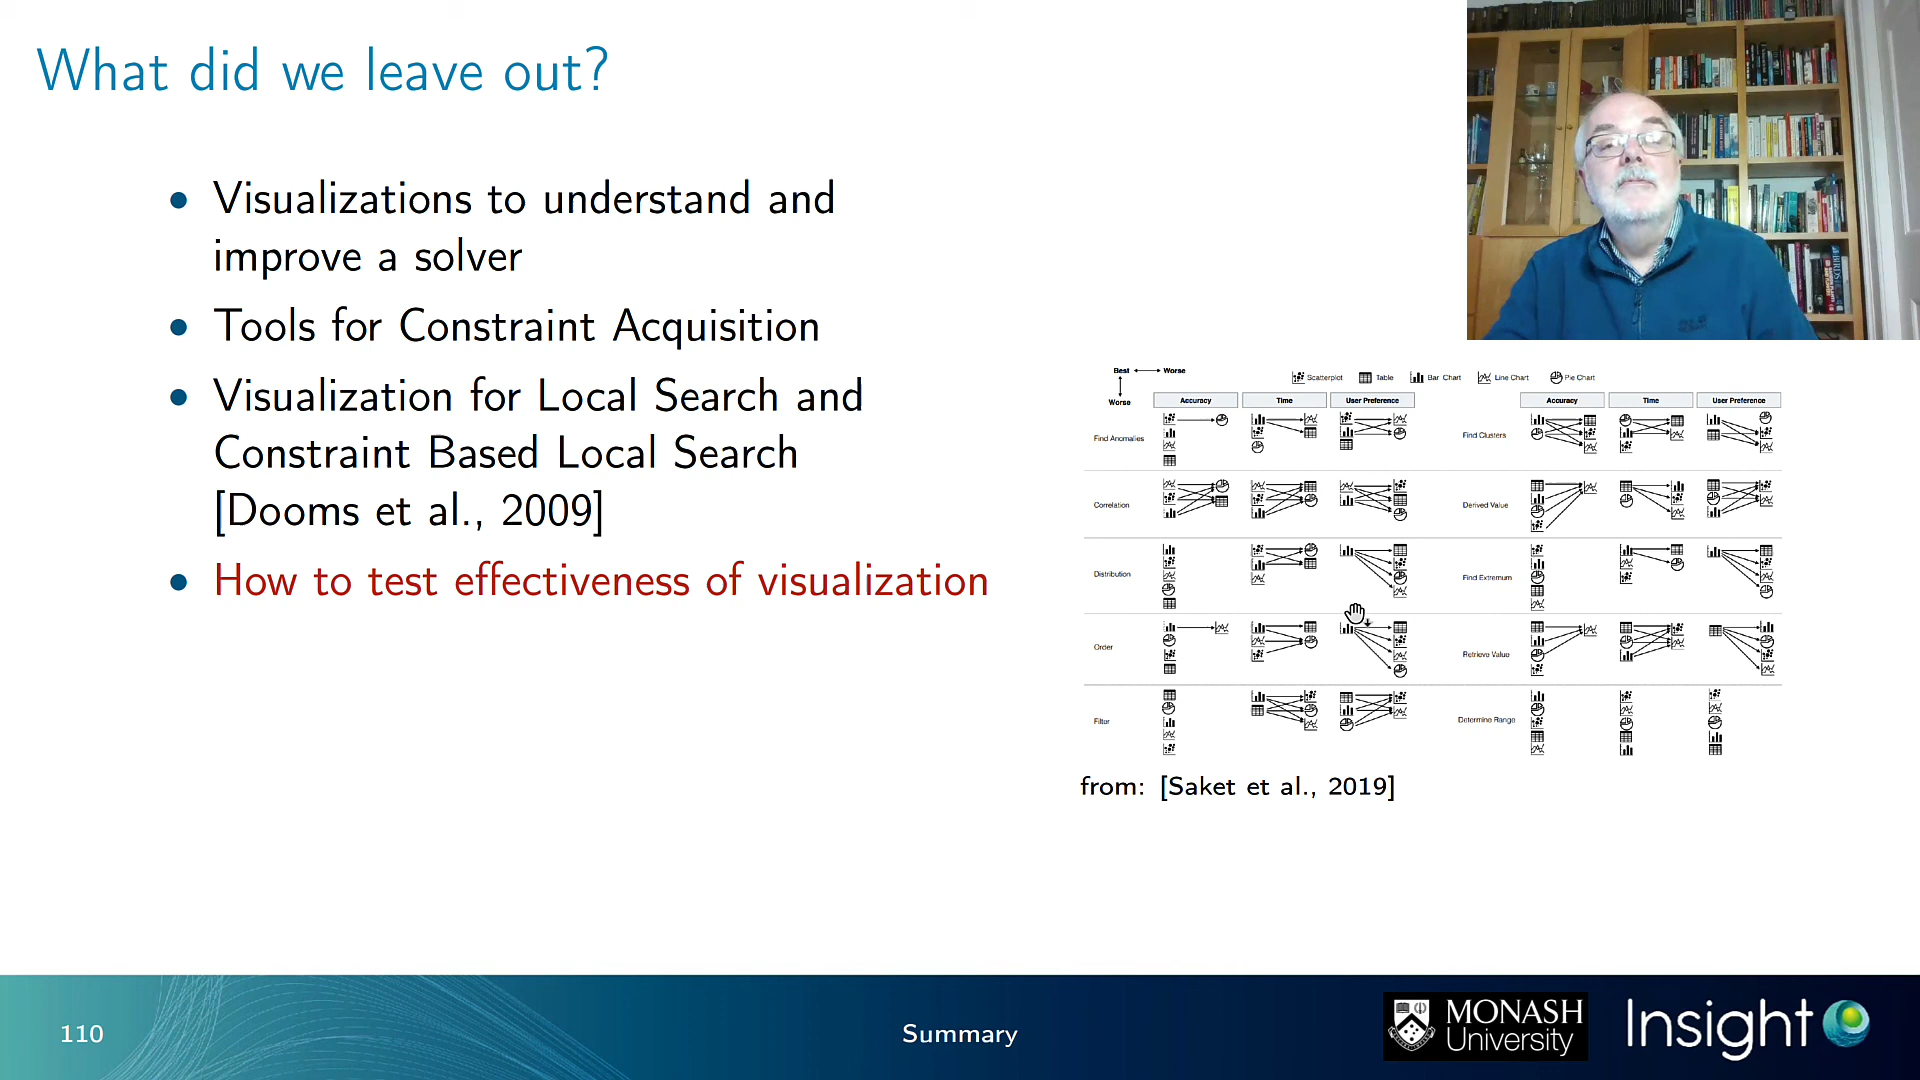 What did we leave out?
• Visualizations to understand and
improve a solver
• Tools for Constraint Acquisition
• Visualization for Local Search and
Constraint Based Local Search
[Dooms et al., 2009]
• How to test effectiveness of visualization
Best Worse
Worse
Scatterplot Table Bar Chart Line Chart Pie Chart
Accuracy Time User Preference Accuracy Time User Preference
Find Anomalies Find Clusters
Correlation Derived Value
Distribution Find Extremum
Order Retrieve Value
Filter Determine Range
from: [Saket et al., 2019]
110
Summary
MONASH
University
Insight